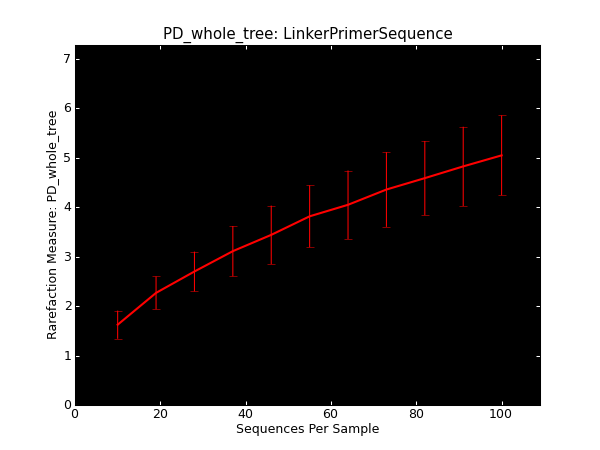 PD_whole_tree: LinkerPrimerSequence
Rarefaction Measure: PD_whole_tree
7
6
5
4
3
2
1
0
0 20 40 60 80 100
Sequences Per Sample